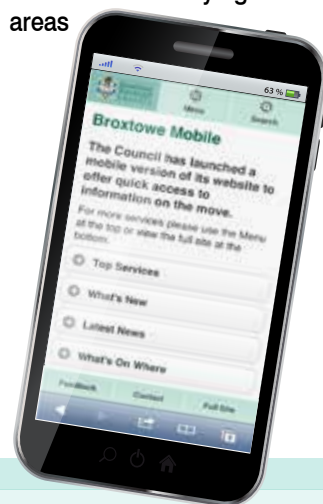 areas
63 %
Menu
Search
Broxtowe Mobile
The Council has launched a
mobile version of its website to
offer quick access to
information on the move.
For more services please use the Menu
at the top or view the full site at the
bottom.
Top Services
What's New
Latest News
What's On Where
Feedback
Contact
Full Site